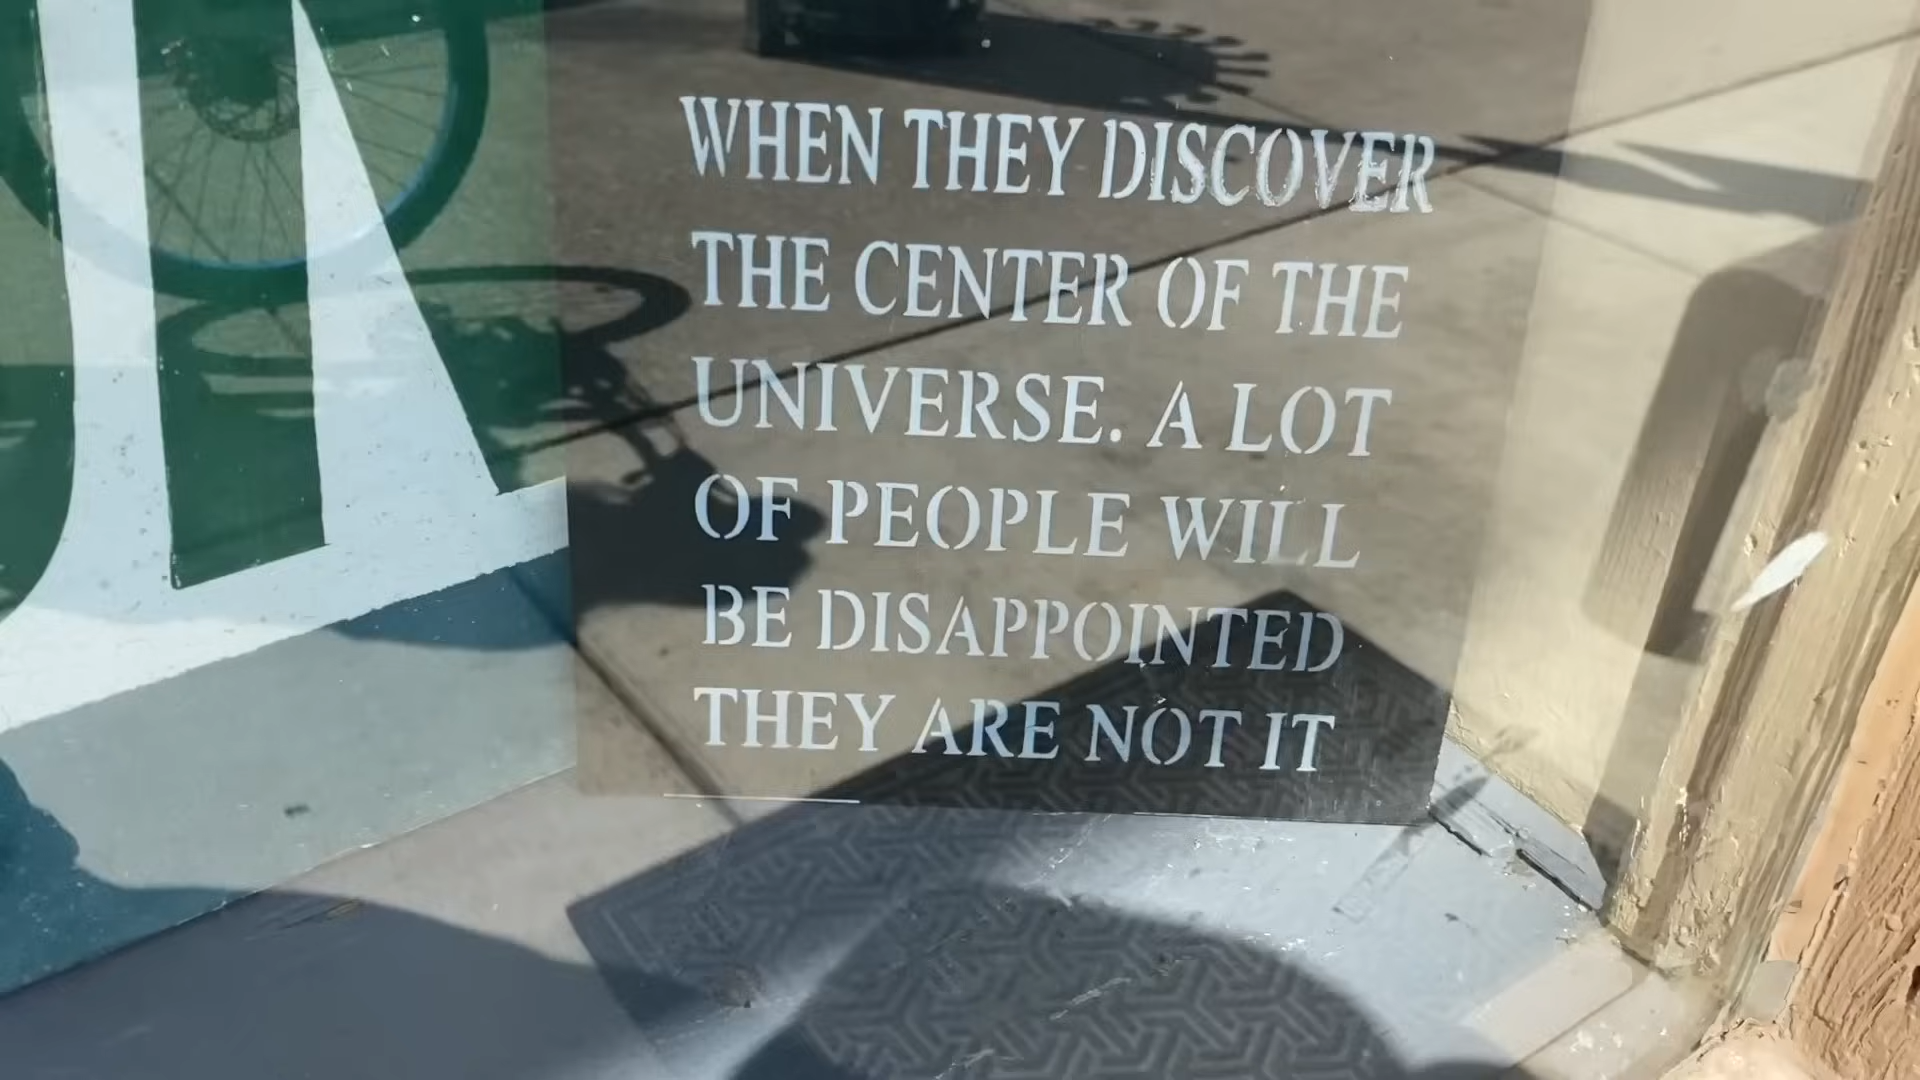 WHEN THEY DISCOVER
THE CENTER OF THE
UNIVERSE. A LOT
OF PEOPLE WILL
BE DISAPPOINTED
THEY ARE NOT IT